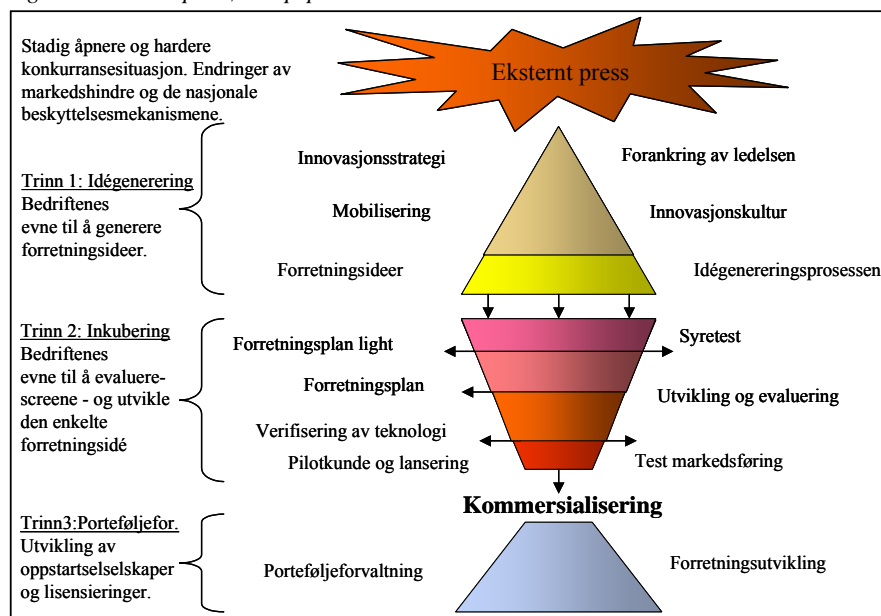 Stadig åpnere og hardere
konkurransesituasjon. Endringer av
markedshindre og de nasjonale
beskyttelsesmekanismene.
Eksternt press
Trinn 1: Idégenerering
Bedriftenes
evne til å generere
forretningsideer.
Innovasjonsstrategi
Forankring av ledelsen
Mobilisering
Innovasjonskultur
Forretningsideer
Idégenereringsprosessen
Trinn 2: Inkubering
Bedriftenes
evne til å evaluere-
screene - og utvikle
den enkelte
forretningsidé
Forretningsplan light
Syretest
Forretningsplan
Utvikling og evaluering
Verifisering av teknologi
Pilotkunde og lansering
Test markedsføring
Kommersialisering
Trinn3:Porteføljefor.
Utvikling av
oppstartselselskaper
og lisensieringer.
Porteføljeforvaltning
Forretningsutvikling